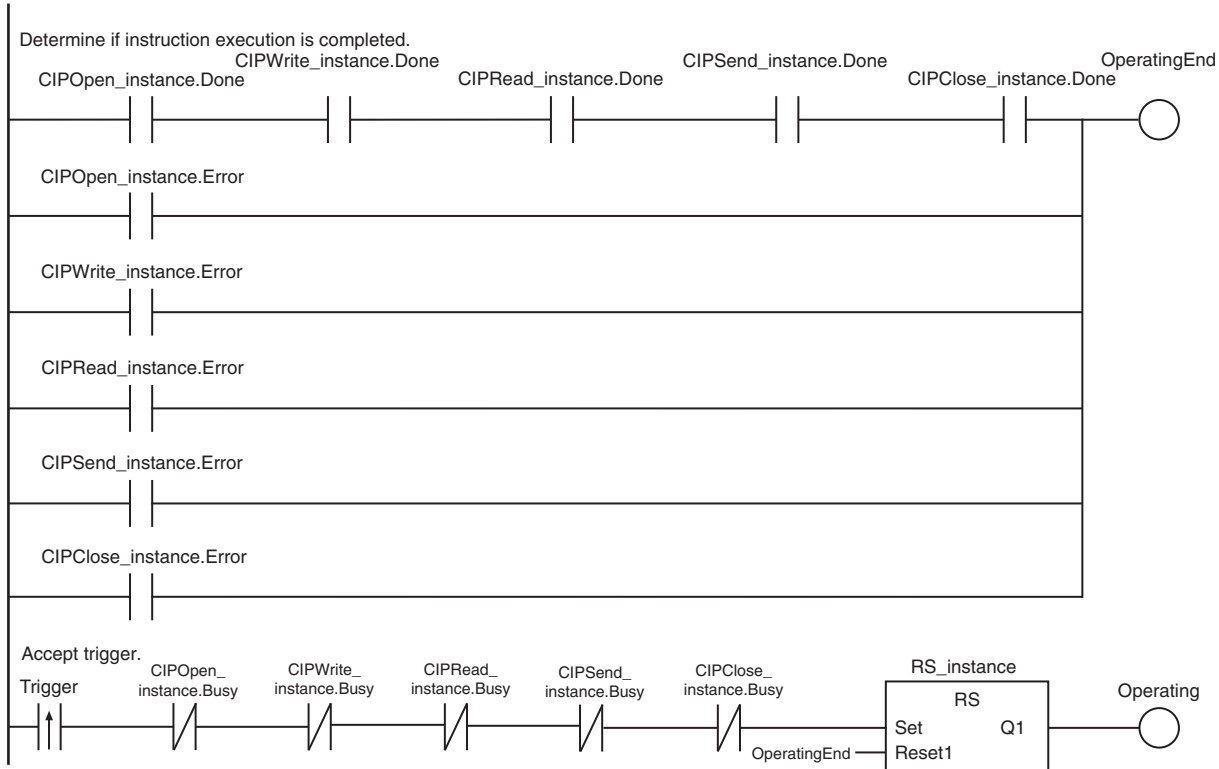 Determine if instruction execution is completed.
CIPOpen_instance.Done
CIPWrite_instance.Done
CIPRead_instance.Done
CIPSend_instance.Done
CIPClose_instance.Done
OperatingEnd
CIPOpen_instance.Error
CIPWrite_instance.Error
CIPRead_instance.Error
CIPSend_instance.Error
CIPClose_instance.Error
Accept trigger.
Trigger
CIPOpen_
instance.Busy
CIPWrite_
instance.Busy
CIPRead_
instance.Busy
CIPSend_
instance.Busy
CIPClose_
instance.Busy
RS_instance
RS
Set
Q1
OperatingEnd
Reset1
Operating